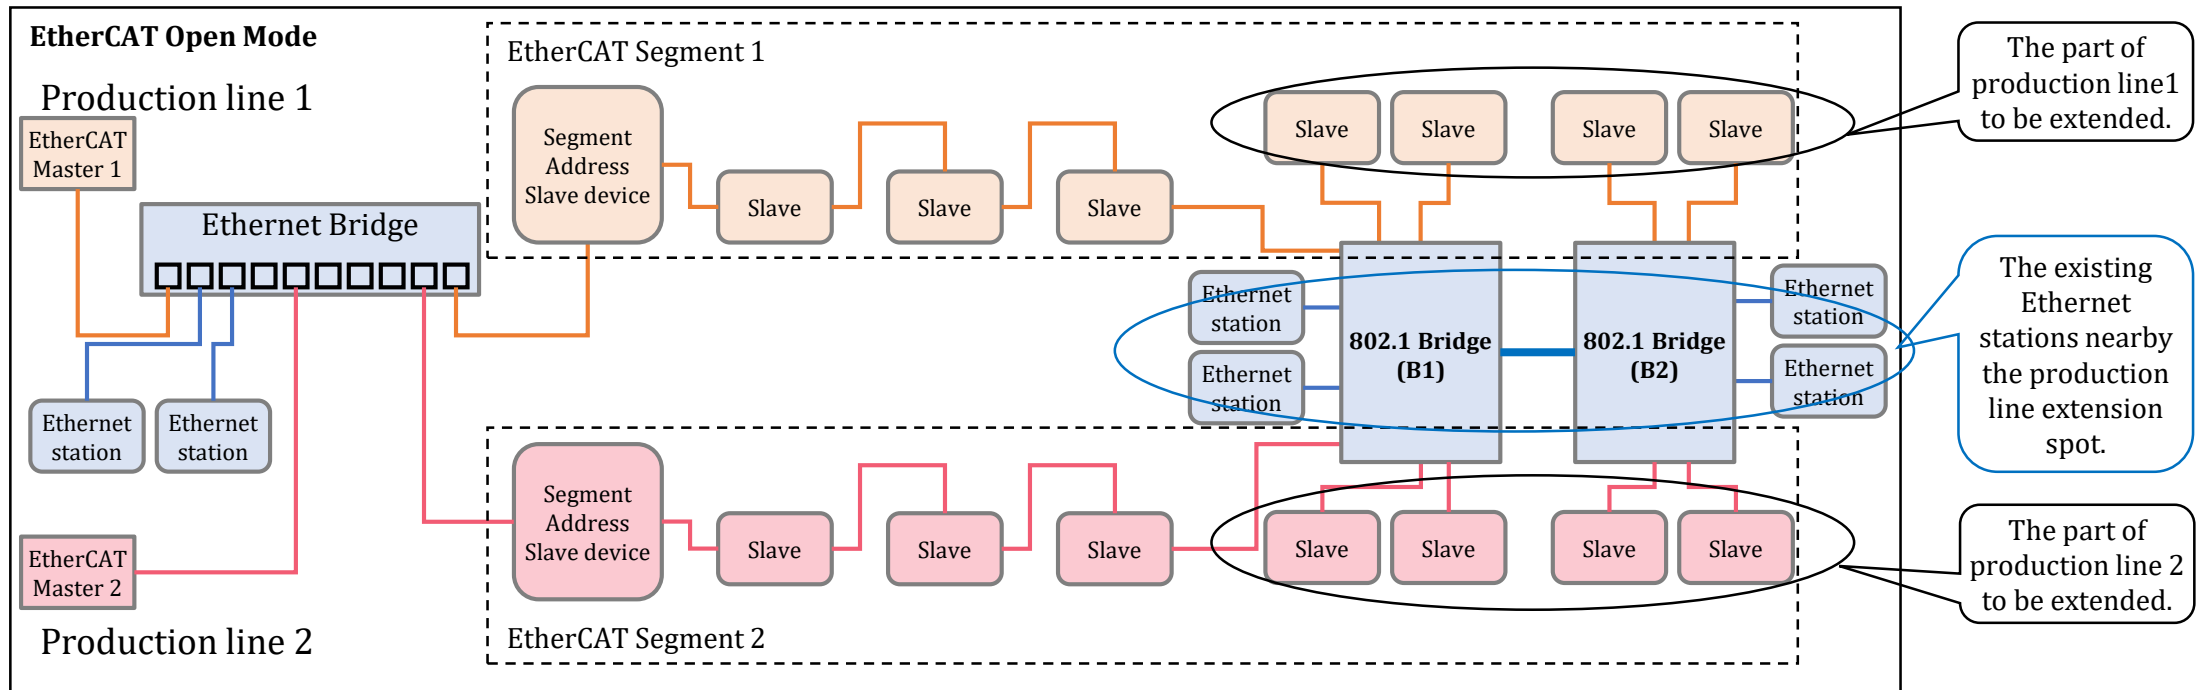 EtherCAT Open Mode
Production line 1
EtherCAT
Master 1
Ethernet Bridge
Ethernet
station
Ethernet
station
EtherCAT
Master 2
Production line 2
EtherCAT Segment 1
Segment
Address
Slave device
Slave
Slave
Slave
Slave
Slave
Slave
Slave
Ethernet
station
Ethernet
station
802.1 Bridge
(B1)
802.1 Bridge
(B2)
Ethernet
station
Ethernet
station
Segment
Address
Slave device
Slave
Slave
Slave
Slave
Slave
Slave
Slave
EtherCAT Segment 2
The part of
production line1
to be extended.
The existing
Ethernet
stations nearby
the production
line extension
spot.
The part of
production line 2
to be extended.